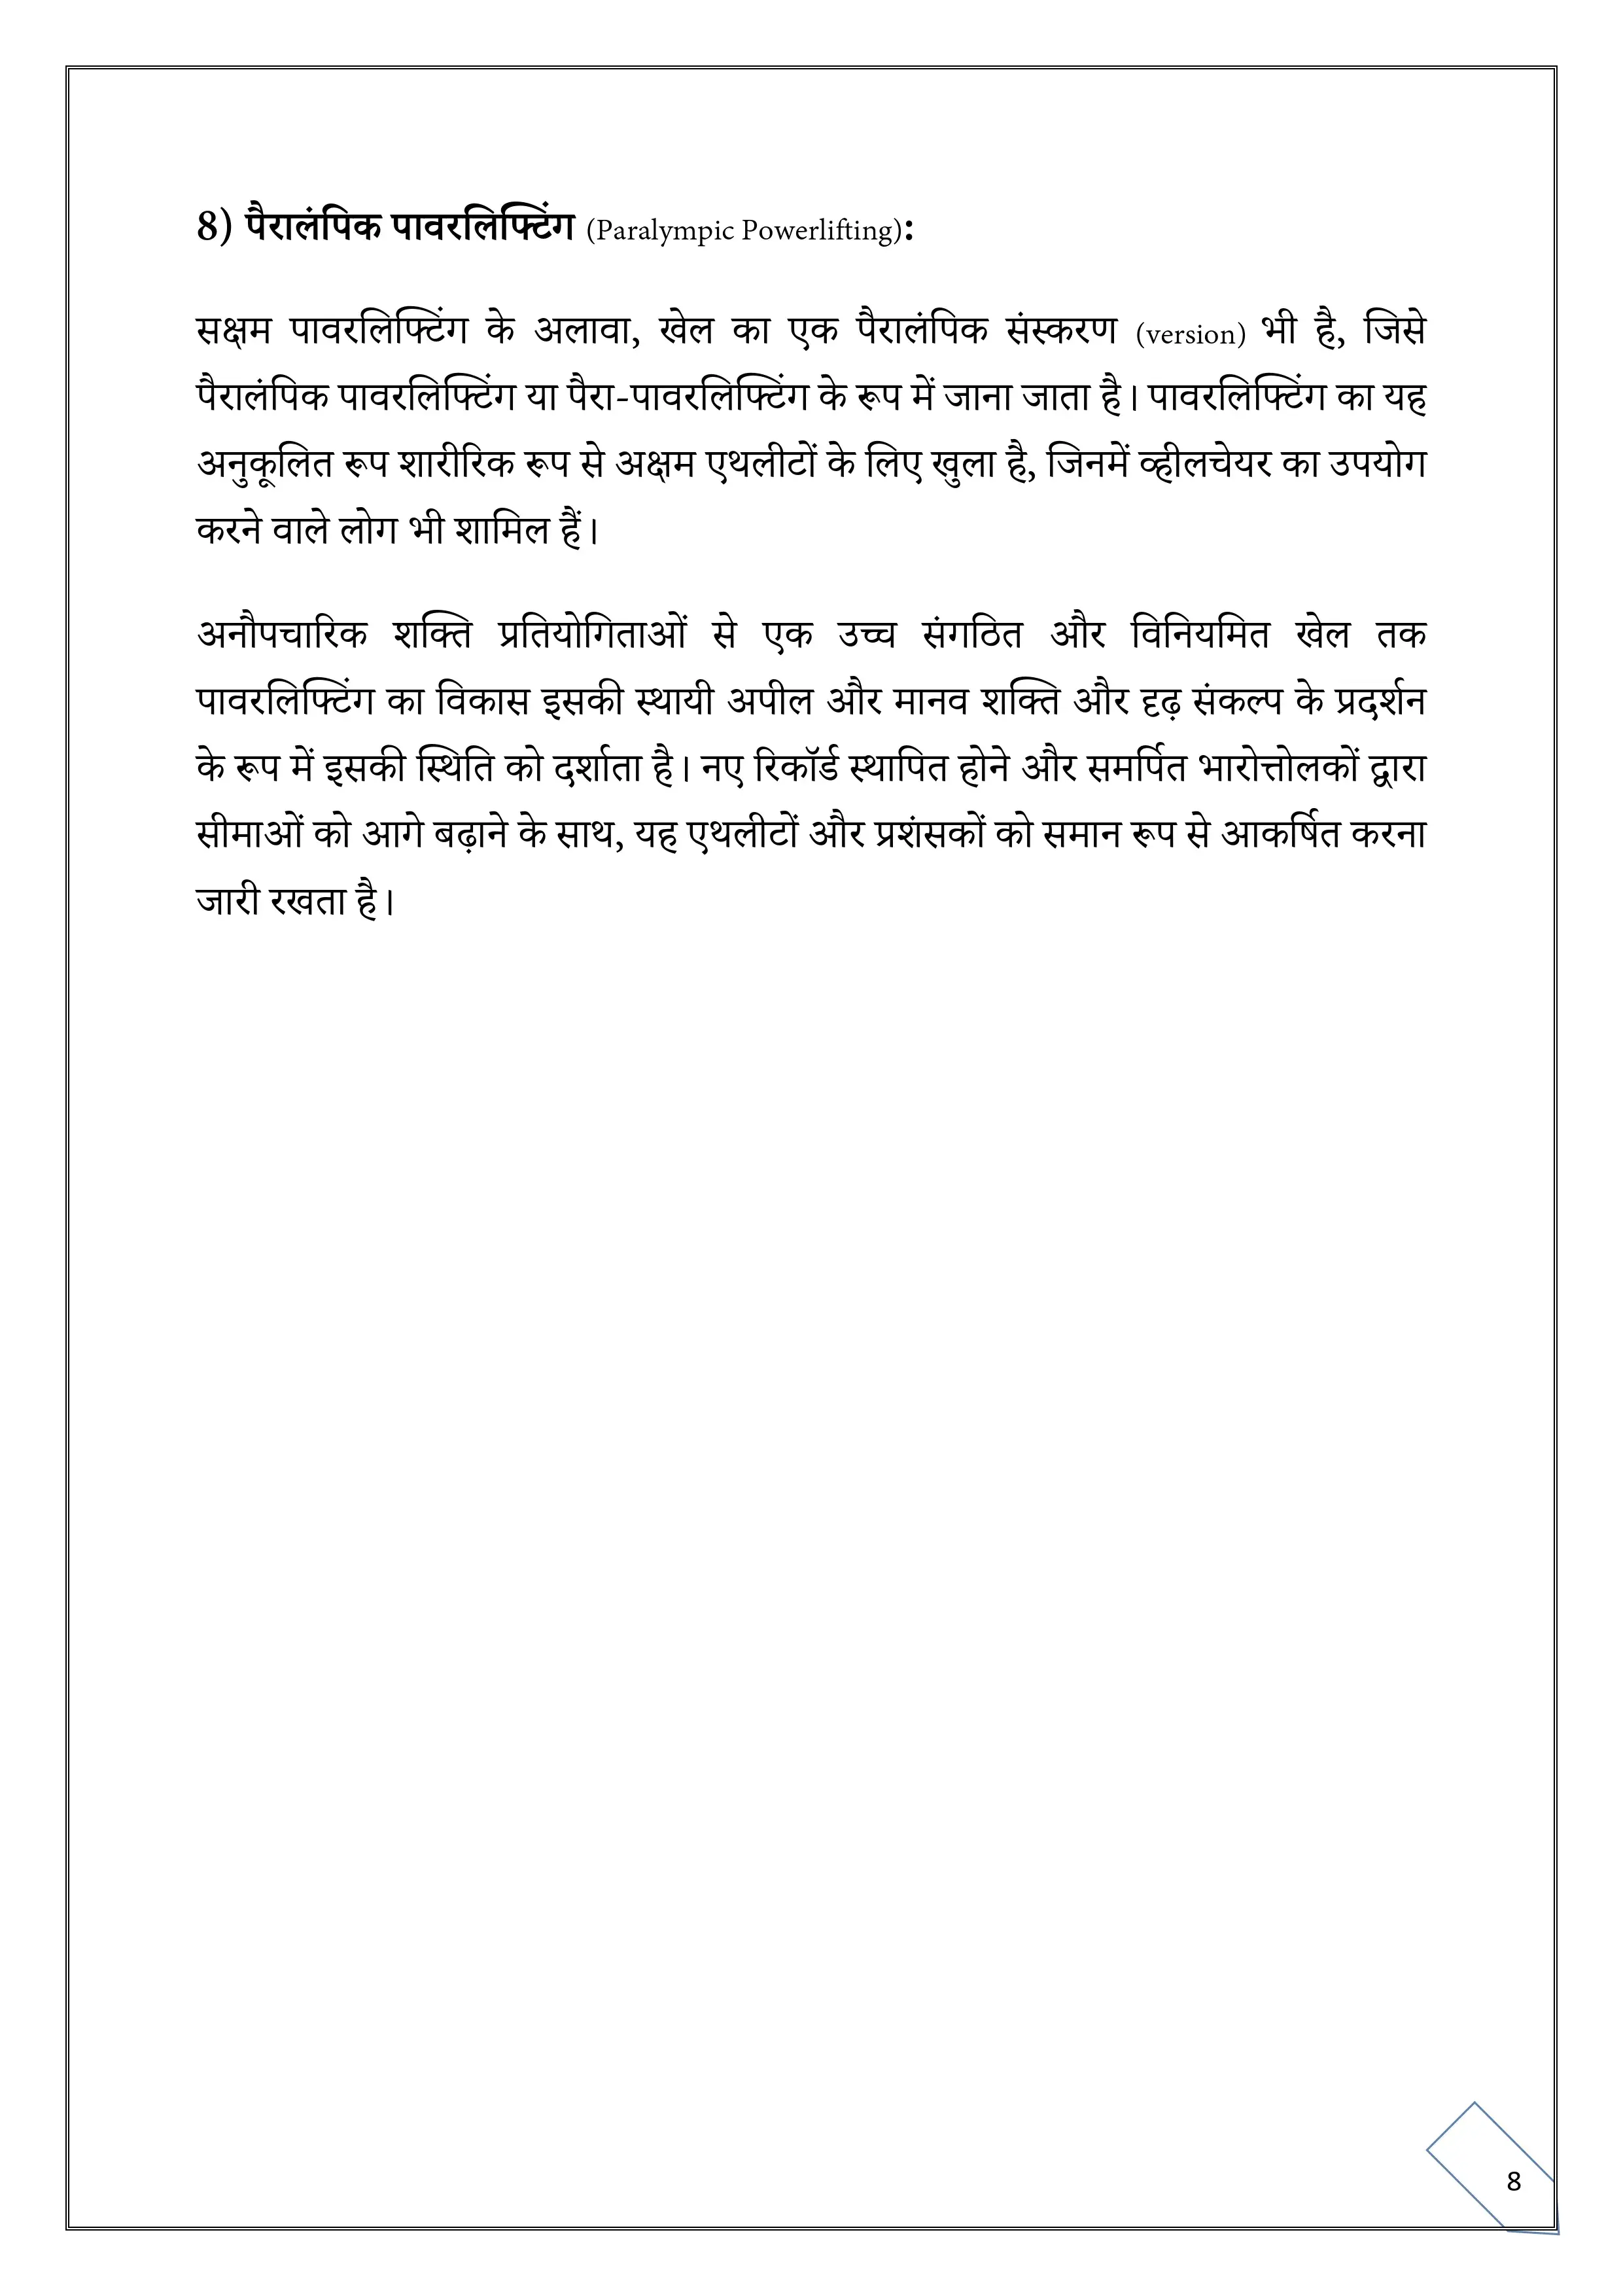 8) पैरालंपिक पावरलिफ्टिंग (Paralympic Powerlifting):
सक्षम पावरलिफ्टिंग के अलावा, खेल का एक पैरालंपिक संस्करण (version) भी है, जिसे
पैरालंपिक पावरलिफ्टिंग या पैरा-पावरलिफ्टिंग के रूप में जाना जाता है। पावरलिफ्टिंग का यह
अनुकूलित रूप शारीरिक रूप से अक्षम एथलीटों के लिए खुला है, जिनमें व्हीलचेयर का उपयोग
करने वाले लोग भी शामिल हैं।
अनौपचारिक शक्ति प्रतियोगिताओं से एक उच्च संगठित और विनियमित खेल तक
पावरलिफ्टिंग का विकास इसकी स्थायी अपील और मानव शक्ति और दृढ़ संकल्प के प्रदर्शन
के रूप में इसकी स्थिति को दर्शाता है। नए रिकॉर्ड स्थापित होने और समर्पित भारोत्तोलकों द्वारा
सीमाओं को आगे बढ़ाने के साथ, यह एथलीटों और प्रशंसकों को समान रूप से आकर्षित करना
जारी रखता है।
8